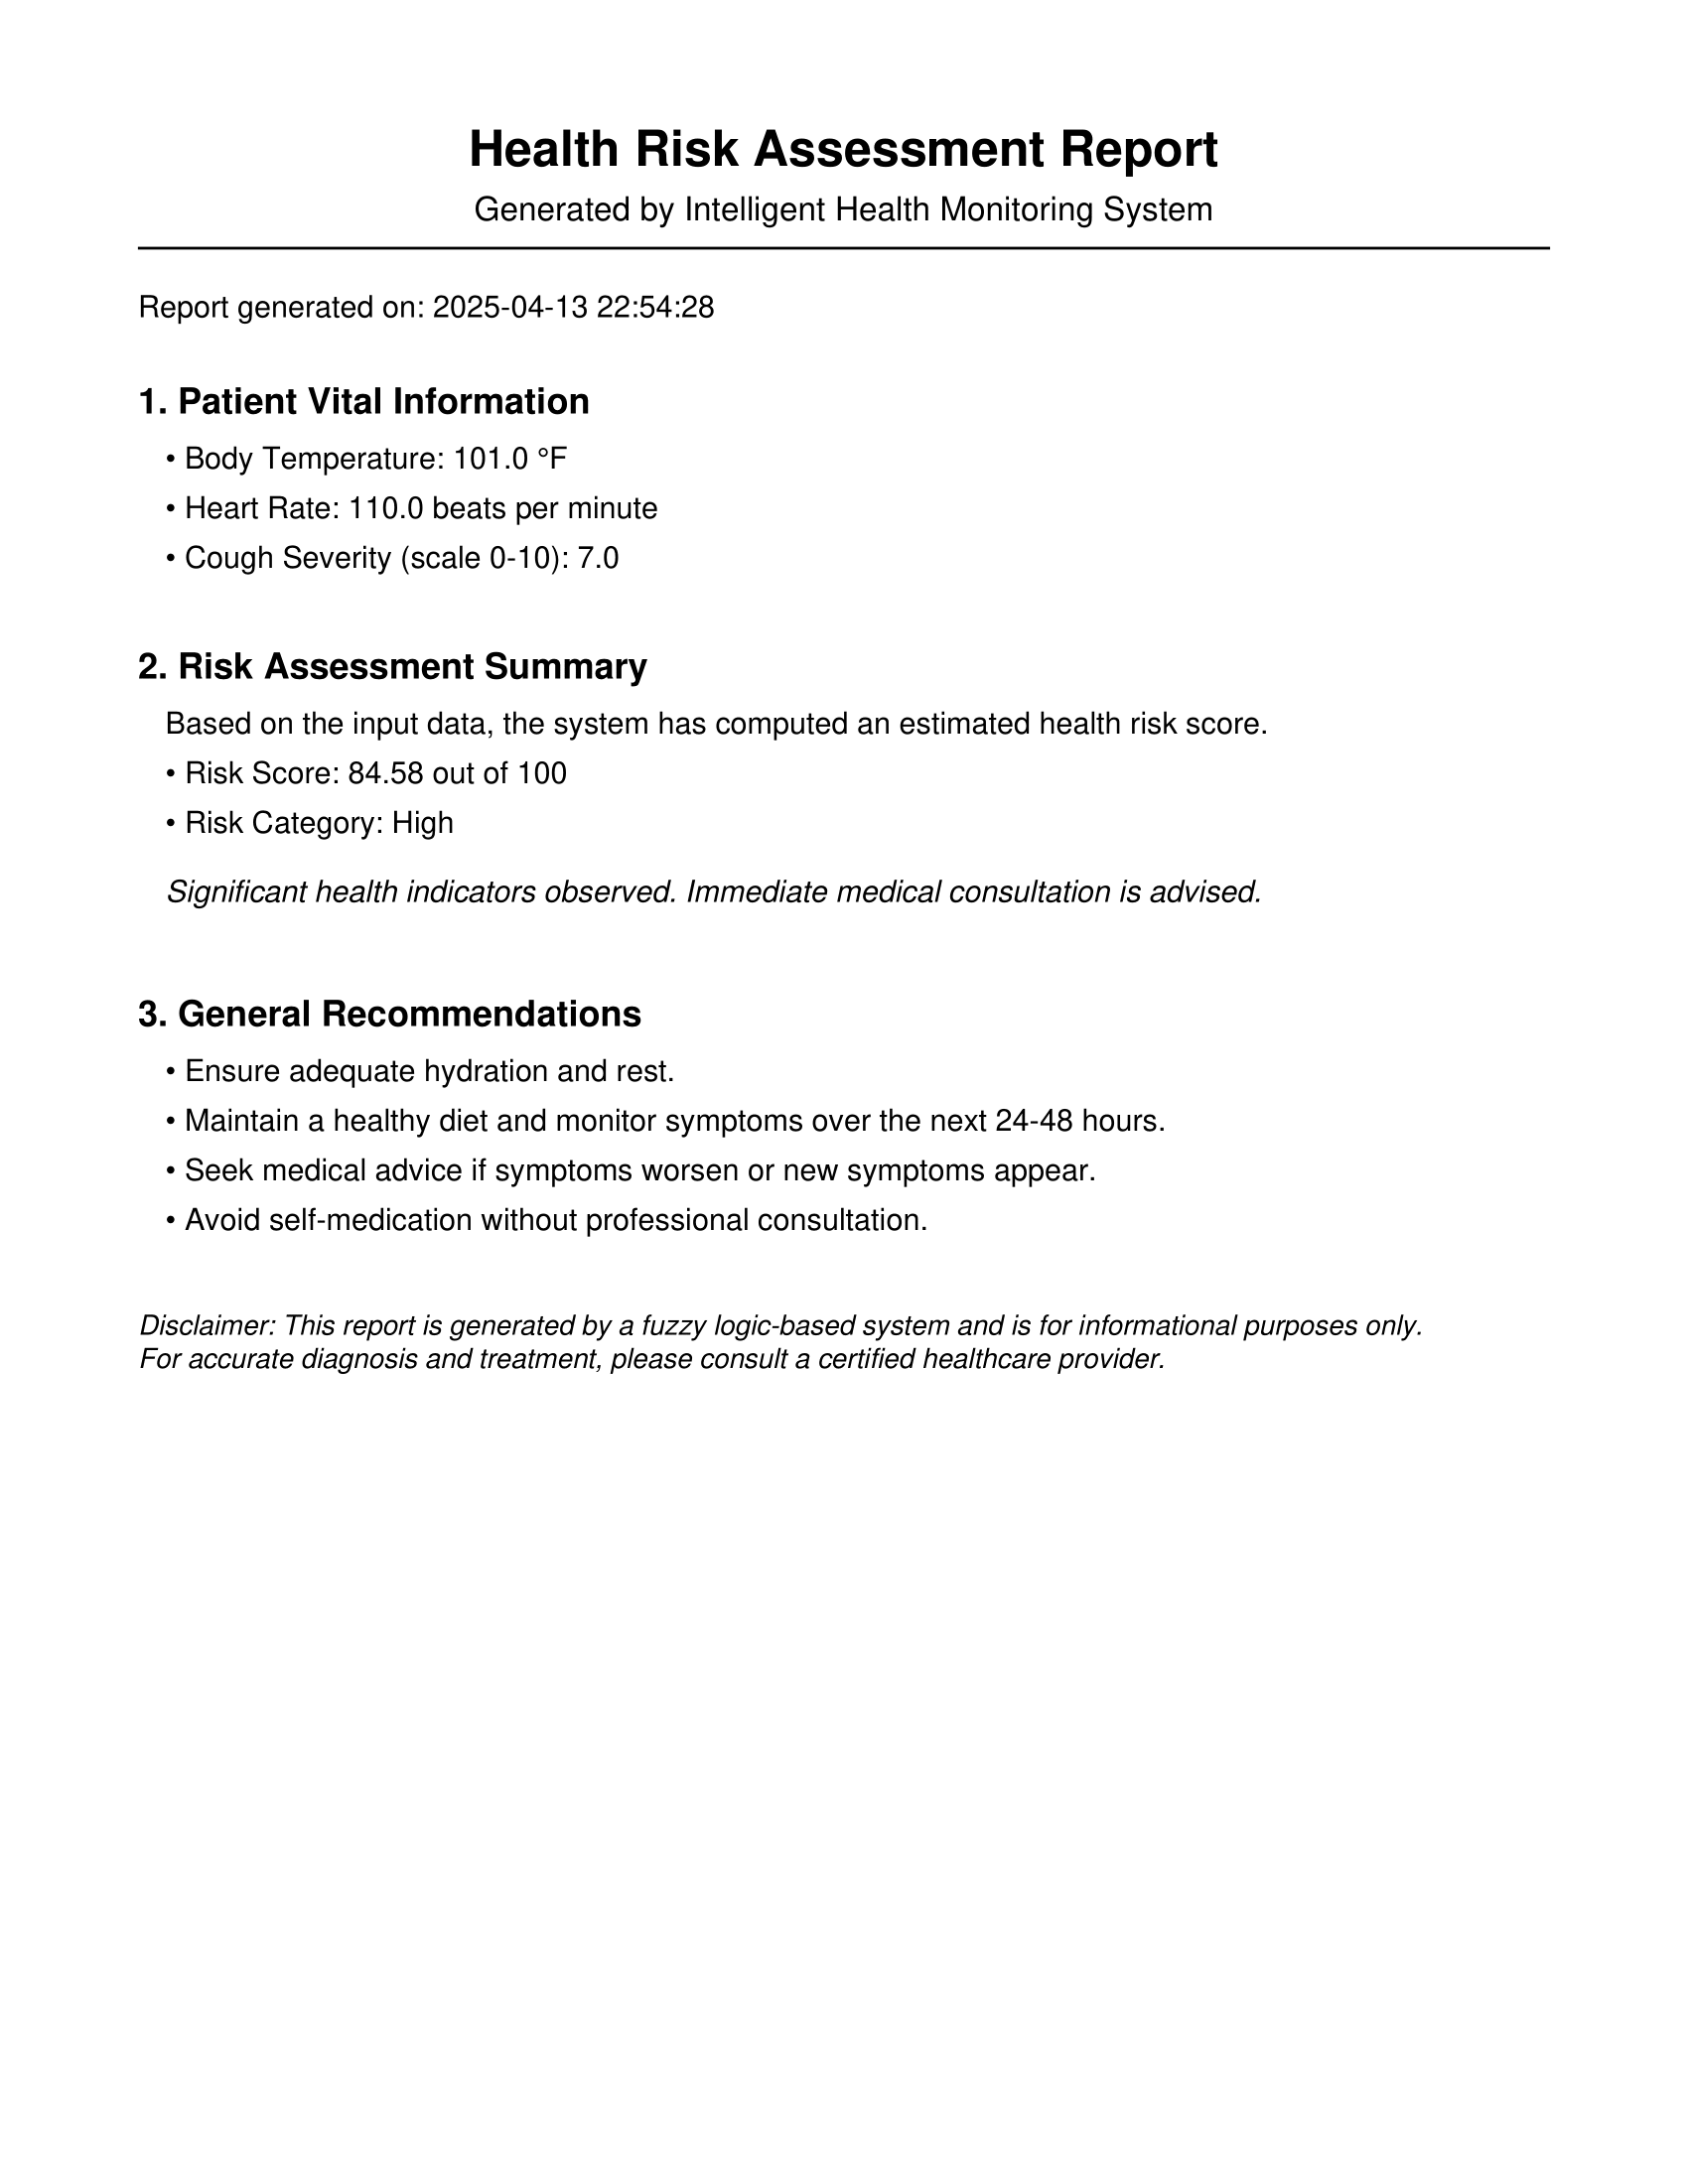 Health Risk Assessment Report
Generated by Intelligent Health Monitoring System
Report generated on: 2025-04-13 22:54:28
1. Patient Vital Information
• Body Temperature: 101.0 °F
• Heart Rate: 110.0 beats per minute
• Cough Severity (scale 0-10): 7.0
2. Risk Assessment Summary
Based on the input data, the system has computed an estimated health risk score.
• Risk Score: 84.58 out of 100
• Risk Category: High
Significant health indicators observed. Immediate medical consultation is advised.
3. General Recommendations
• Ensure adequate hydration and rest.
• Maintain a healthy diet and monitor symptoms over the next 24-48 hours.
• Seek medical advice if symptoms worsen or new symptoms appear.
• Avoid self-medication without professional consultation.
Disclaimer: This report is generated by a fuzzy logic-based system and is for informational purposes only.
For accurate diagnosis and treatment, please consult a certified healthcare provider.